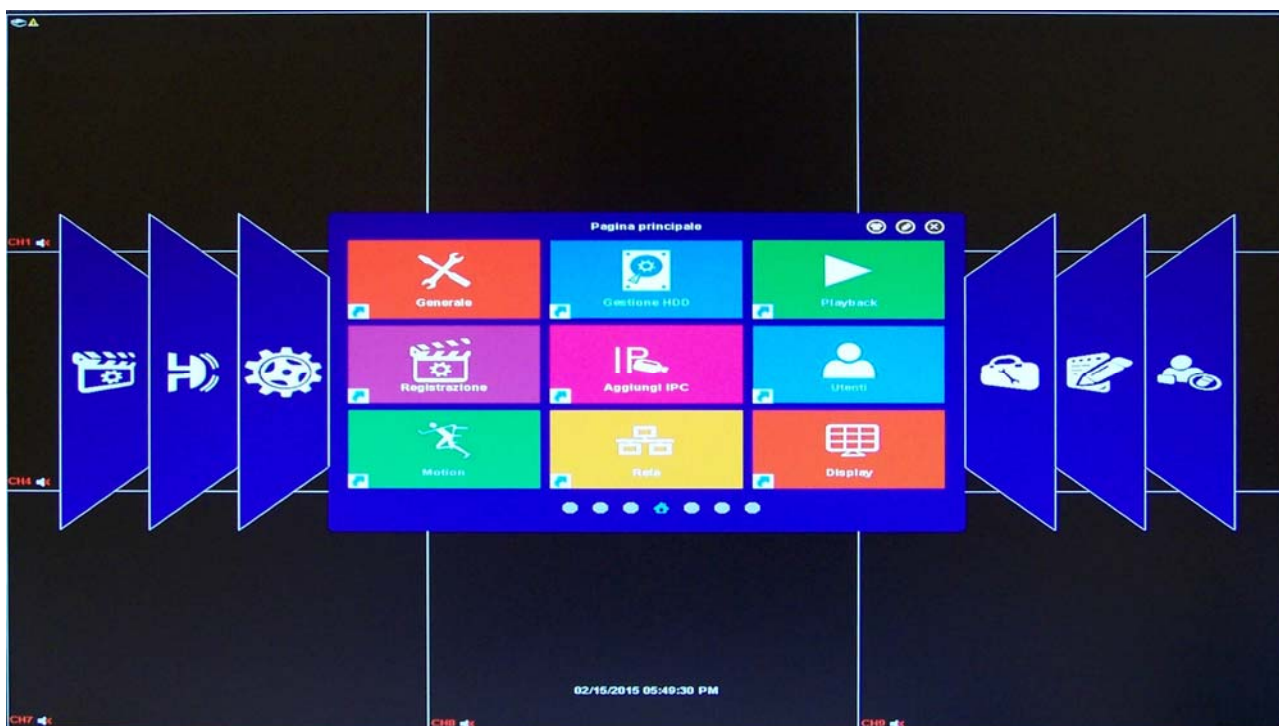 CH1
Pagina principale
Generale
Gestione HDD
Playback
Registrazione
IP
Aggiungi IPC
Utenti
Motion
Rete
Display
CH4
02/15/2015 05:49:30 PM
CH7
CH8
CH9